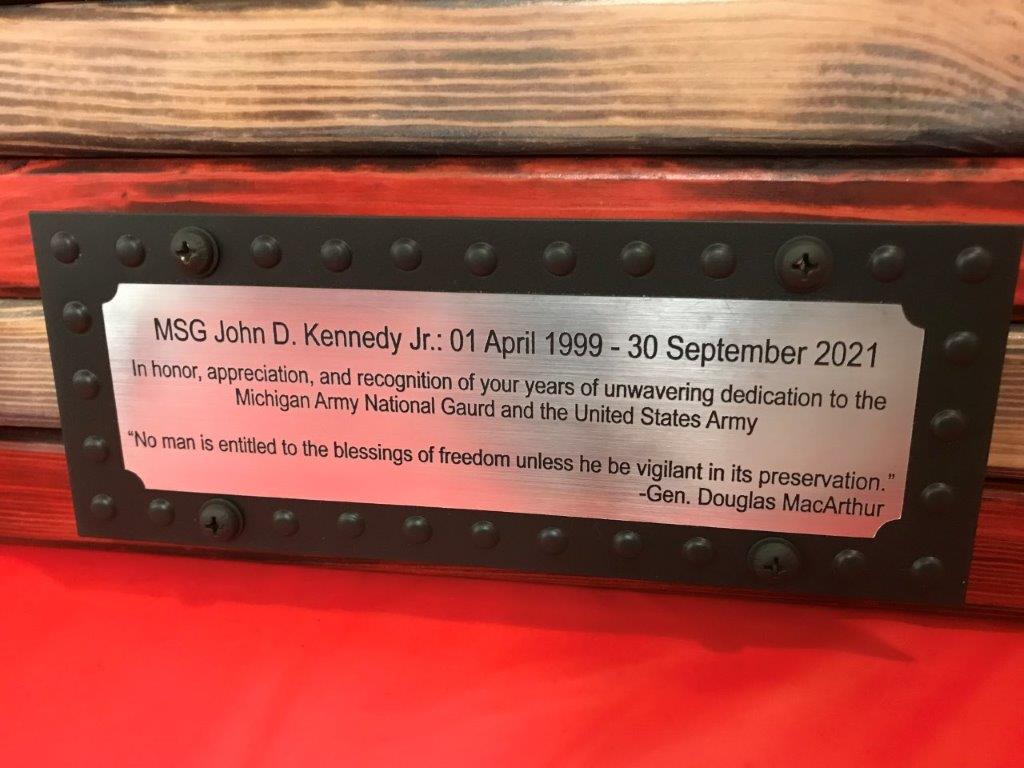 MSG John D. Kennedy Jr.: 01 April 1999 - 30 September 2021
In honor, appreciation, and recognition of your years of unwavering dedication to the
Michigan Army National Gaurd and the United States Army
“No man is entitled to the blessings of freedom unless he be vigilant in its preservation.”
-Gen. Douglas MacArthur